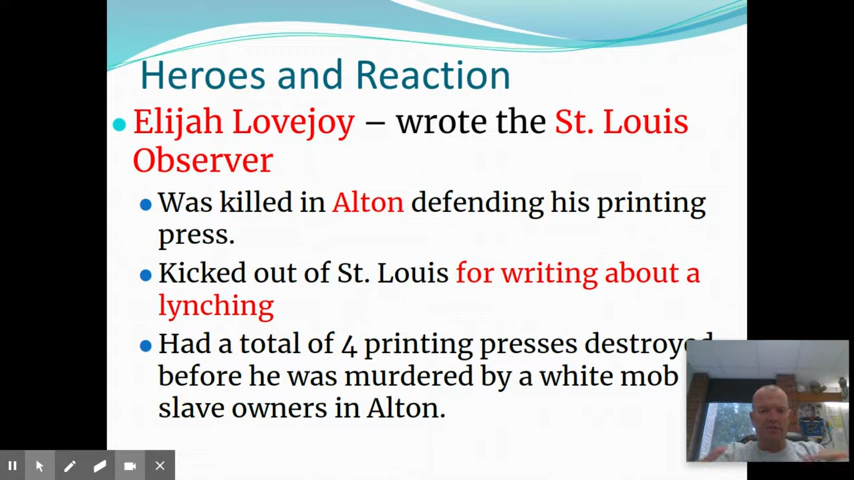 Heroes and Reaction
Elijah Lovejoy – wrote the St. Louis
Observer
Was killed in Alton defending his printing
press.
Kicked out of St. Louis for writing about a
lynching
Had a total of 4 printing presses destroyed
before he was murdered by a white mob
slave owners in Alton.